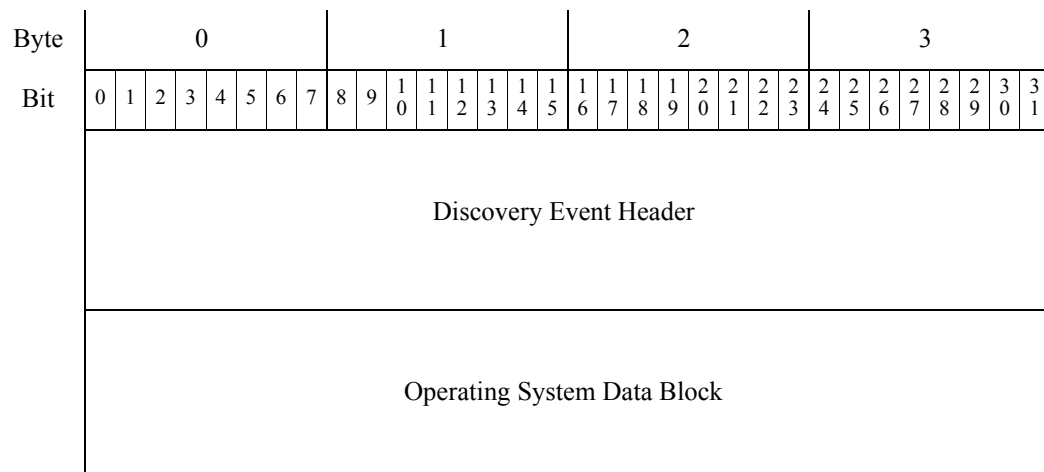 Byte 0 1 2 3
Bit 0 1 2 3 4 5 6 7 8 9 10 11 12 13 14 15 16 17 18 19 20 21 22 23 24 25 26 27 28 29 30 31
Discovery Event Header
Operating System Data Block